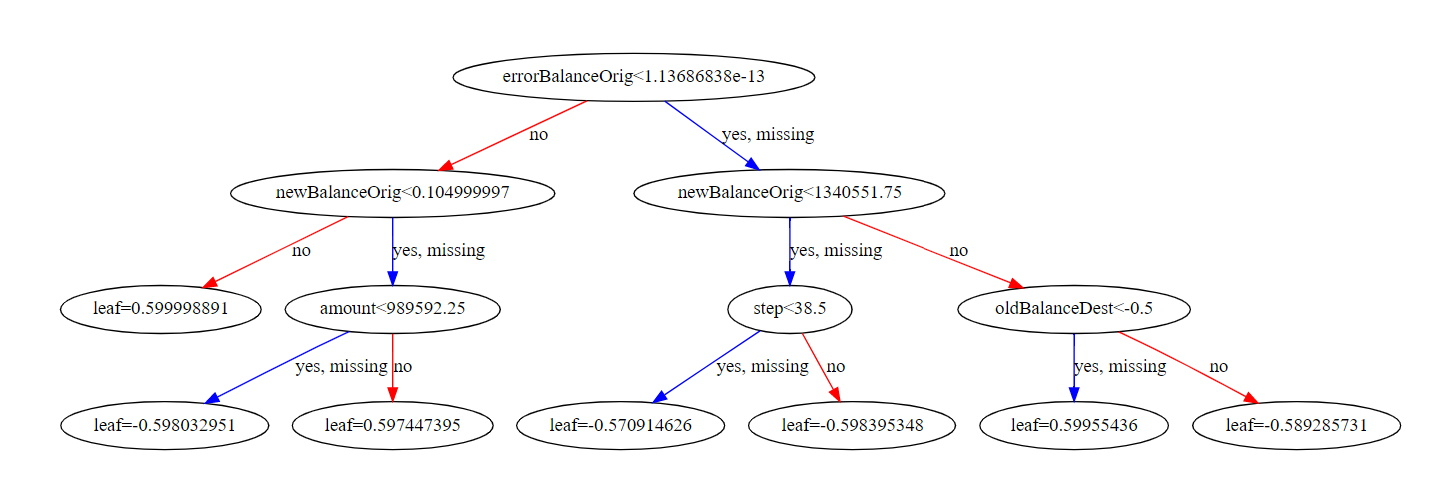 errorBalanceOrig<1.13686838e-13
no
yes, missing
newBalanceOrig<0.104999997
newBalanceOrig<1340551.75
no
yes, missing
yes, missing
no
leaf=0.599998891
amount<989592.25
step<38.5
oldBalanceDest<-0.5
yes, missing
no
yes, missing
no
yes, missing
no
leaf=-0.598032951
leaf=0.597447395
leaf=-0.570914626
leaf=-0.598395348
leaf=0.59955436
leaf=-0.589285731